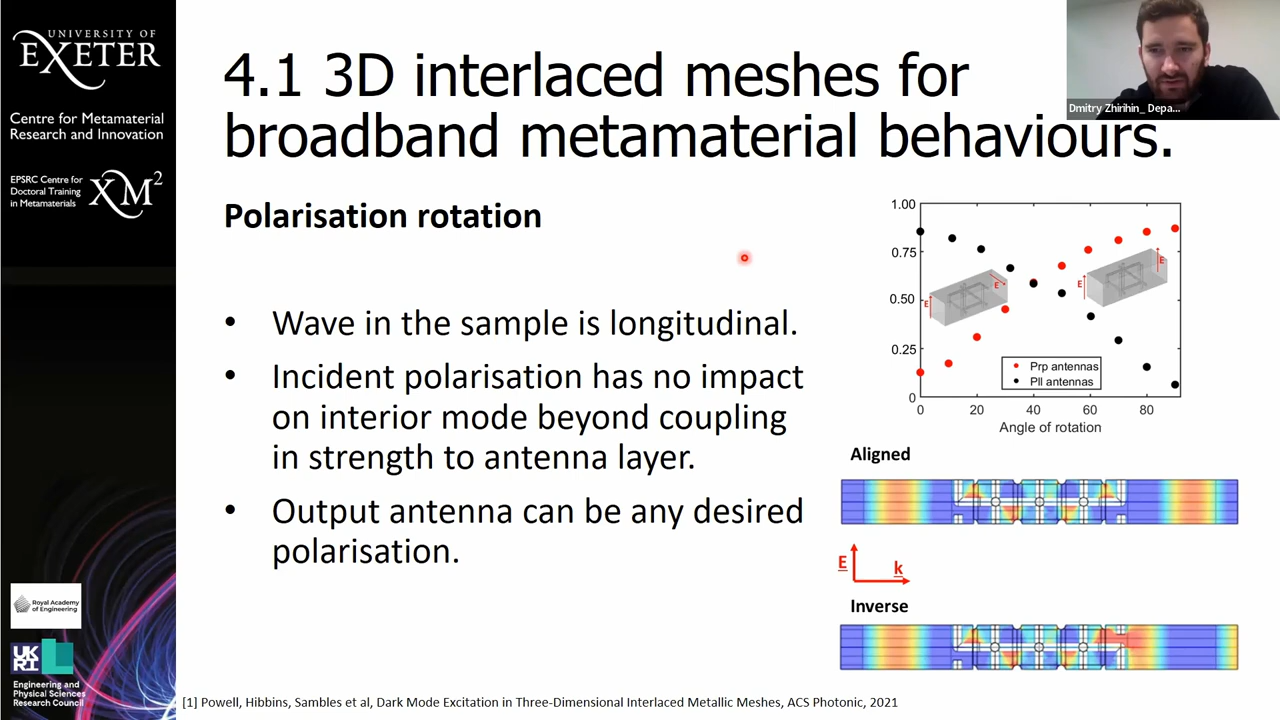 UNIVERSITY OF
EXETER
Centre for Metamaterial
Research and Innovation
EPSRC Centre for
Doctoral Training
in Metamaterials
XM²
4.1 3D interlaced meshes for
broadband metamaterial behaviours.
Dmitry Zhirihin_ Depa...
Polarisation rotation
• Wave in the sample is longitudinal.
• Incident polarisation has no impact
on interior mode beyond coupling
in strength to antenna layer.
• Output antenna can be any desired
polarisation.
1.00
0.75
0.50
0.25
0
E
E
E
E
Prp antennas
Pll antennas
0 20 40 60 80
Angle of rotation
Aligned
E
k
Inverse
Royal Academy
of Engineering
UK
RI
Engineering and
Physical Sciences
Research Council
[1] Powell, Hibbins, Sambles et al, Dark Mode Excitation in Three-Dimensional Interlaced Metallic Meshes, ACS Photonic, 2021